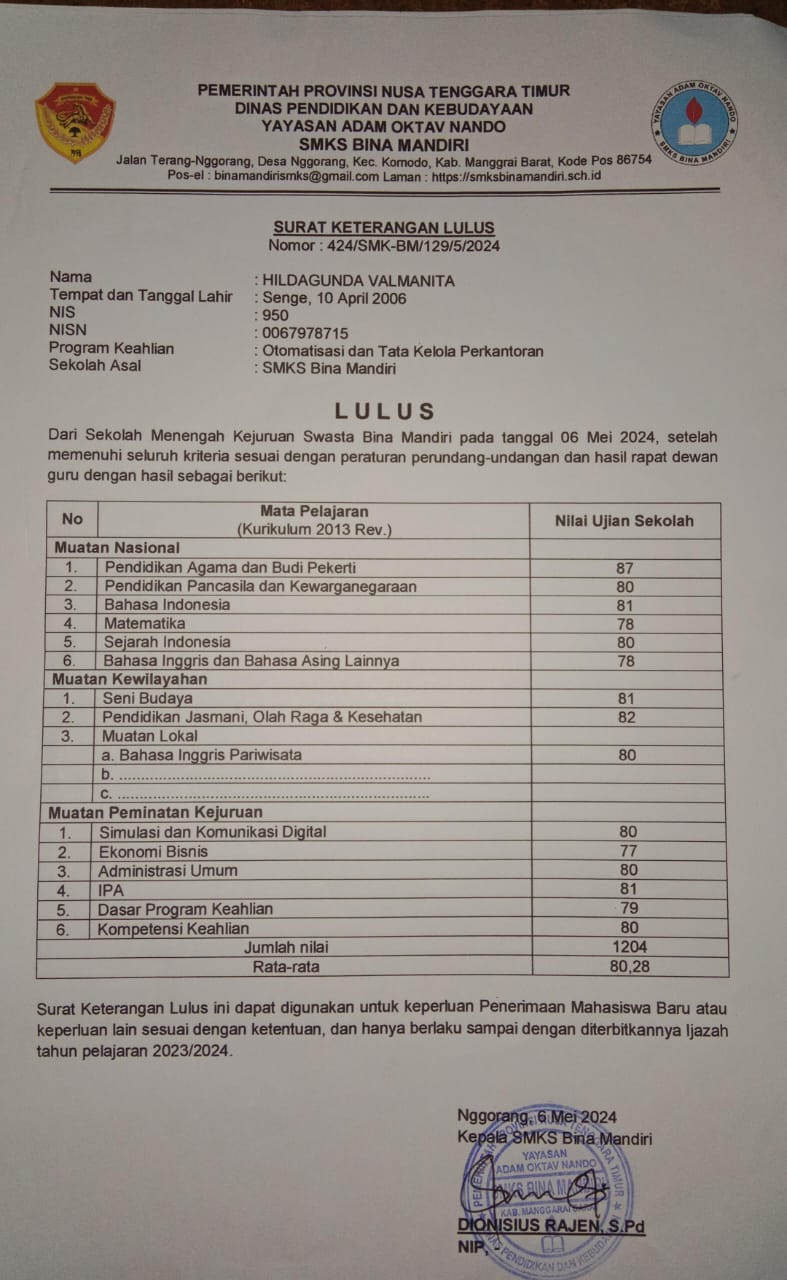 PEMERINTAH PROVINSI NUSA TENGGARA TIMUR
DINAS PENDIDIKAN DAN KEBUDAYAAN
YAYASAN ADAM OKTAV NANDO
SMKS BINA MANDIRI
Jalan Terang-Nggorang, Desa Nggorang, Kec. Komodo, Kab. Manggrai Barat, Kode Pos 86754
Pos-el : binamandirismks@gmail.com Laman : https://smksbinamandiri.sch.id
YAYASAN ADAM OKTAV NANDO
SMKS BINA MANDIRI
SURAT KETERANGAN LULUS
Nomor : 424/SMK-BM/129/5/2024
Nama : HILDAGUNDA VALMANITA
Tempat dan Tanggal Lahir : Senge, 10 April 2006
NIS : 950
NISN : 0067978715
Program Keahlian : Otomatisasi dan Tata Kelola Perkantoran
Sekolah Asal : SMKS Bina Mandiri
L U L U S
Dari Sekolah Menengah Kejuruan Swasta Bina Mandiri pada tanggal 06 Mei 2024, setelah
memenuhi seluruh kriteria sesuai dengan peraturan perundang-undangan dan hasil rapat dewan
guru dengan hasil sebagai berikut:
No Mata Pelajaran Nilai Ujian Sekolah
(Kurikulum 2013 Rev.)
Muatan Nasional
1. Pendidikan Agama dan Budi Pekerti 87
2. Pendidikan Pancasila dan Kewarganegaraan 80
3. Bahasa Indonesia 81
4. Matematika 78
5. Sejarah Indonesia 80
6. Bahasa Inggris dan Bahasa Asing Lainnya 78
Muatan Kewilayahan
1. Seni Budaya 81
2. Pendidikan Jasmani, Olah Raga & Kesehatan 82
3. Muatan Lokal
a. Bahasa Inggris Pariwisata 80
b. ....................................................................
c. ....................................................................
Muatan Peminatan Kejuruan
1. Simulasi dan Komunikasi Digital 80
2. Ekonomi Bisnis 77
3. Administrasi Umum 80
4. IPA 81
5. Dasar Program Keahlian 79
6. Kompetensi Keahlian 80
Jumlah nilai 1204
Rata-rata 80,28
Surat Keterangan Lulus ini dapat digunakan untuk keperluan Penerimaan Mahasiswa Baru atau
keperluan lain sesuai dengan ketentuan, dan hanya berlaku sampai dengan diterbitkannya Ijazah
tahun pelajaran 2023/2024.
Nggorang, 6 Mei 2024
Kepala SMKS Bina Mandiri
YAYASAN
ADAM OKTAV NANDO
KAB. MANGGARAI
DIONISIUS RAJEN, S.Pd
NIP. -